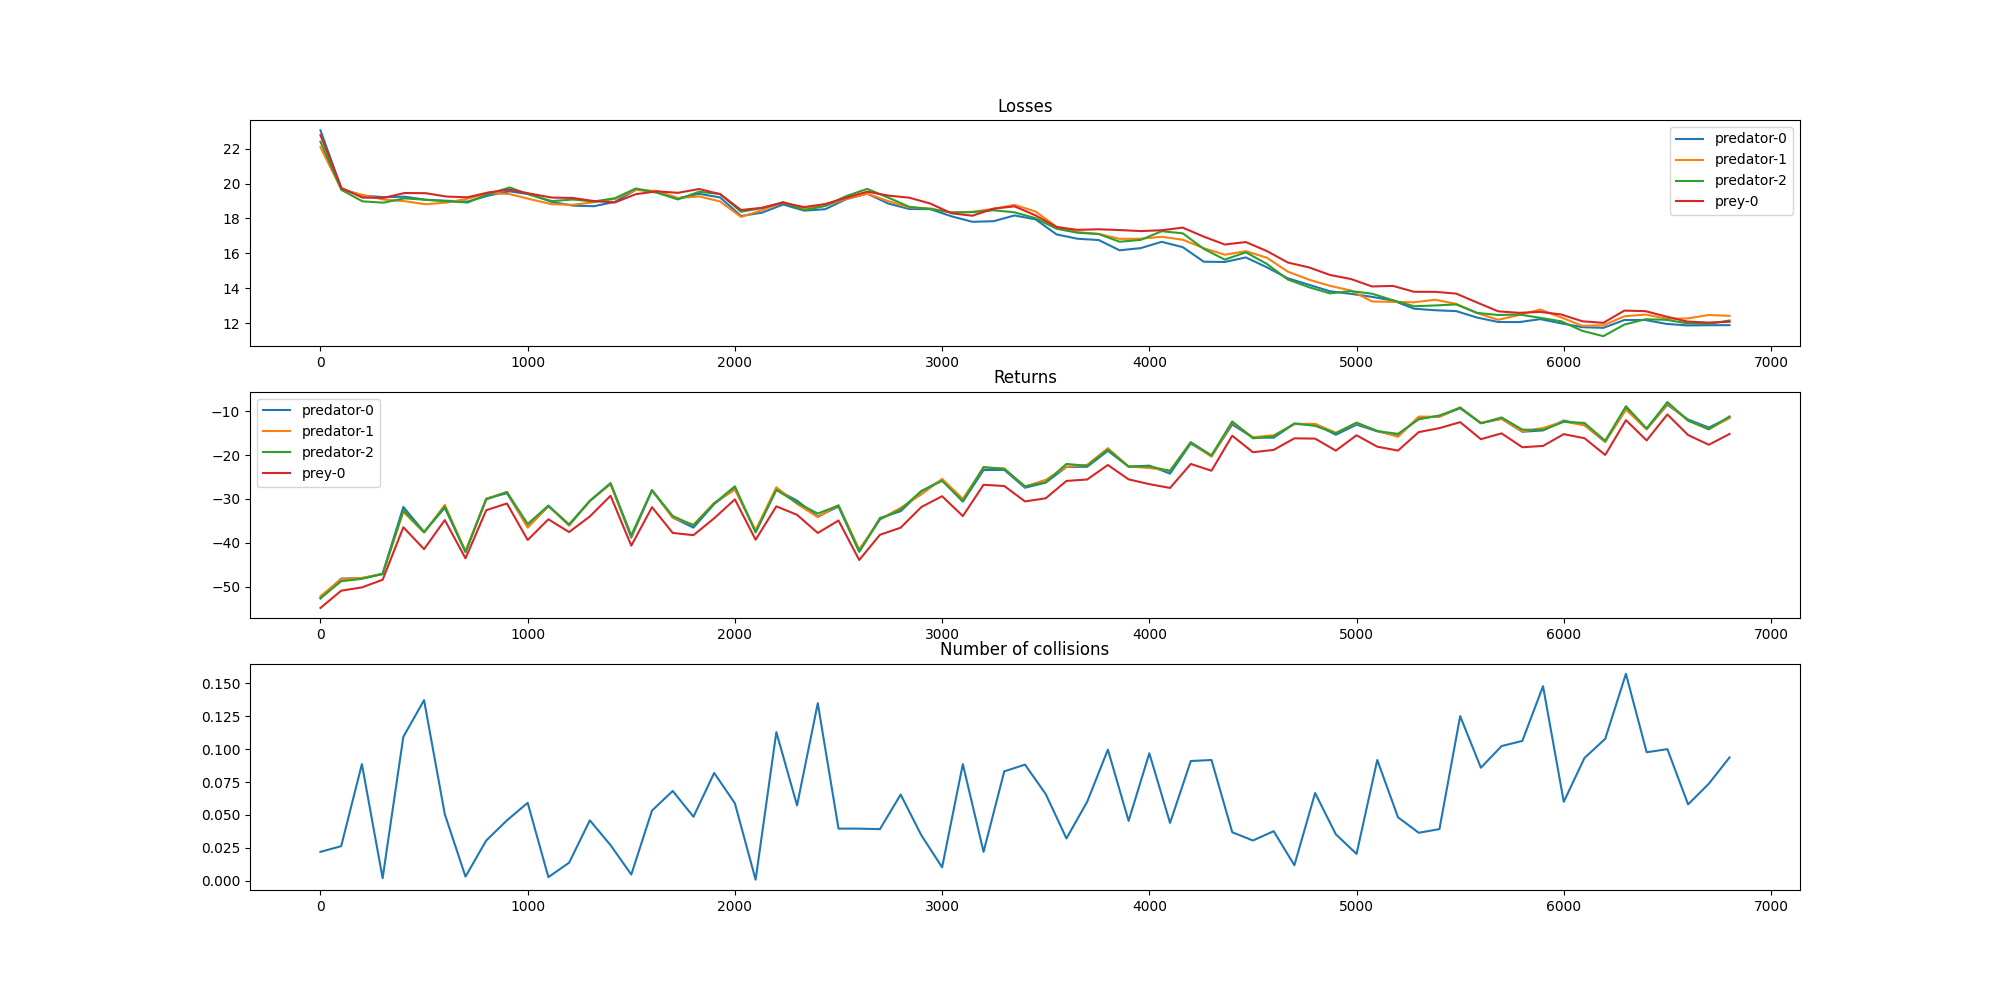 Losses
22
20
18
16
14
12
predator-0
predator-1
predator-2
prey-0
0 1000 2000 3000 4000 5000 6000 7000
Returns
−10
−20
−30
−40
−50
predator-0
predator-1
predator-2
prey-0
0 1000 2000 3000 4000 5000 6000 7000
Number of collisions
0.150
0.125
0.100
0.075
0.050
0.025
0.000
0 1000 2000 3000 4000 5000 6000 7000